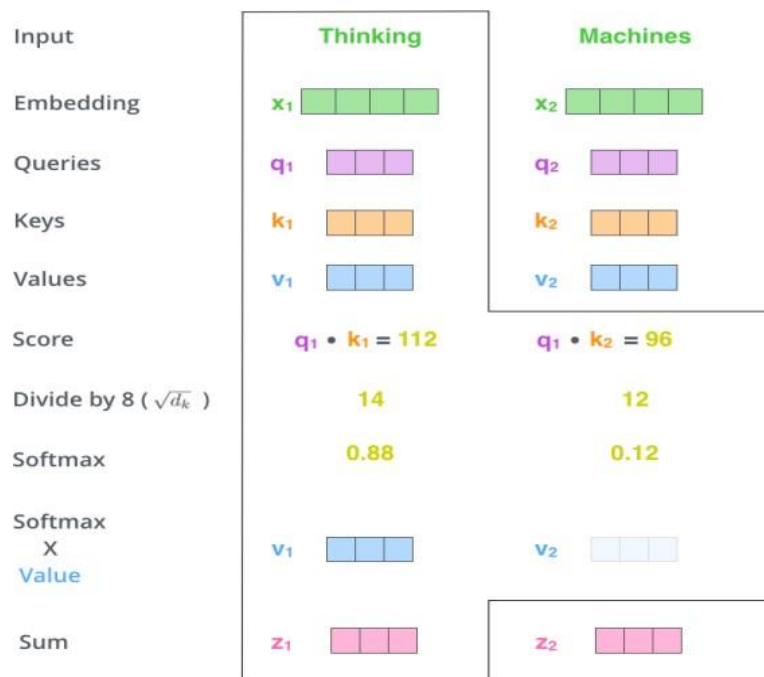 Input Thinking Machines
Embedding x₁ x₂
Queries q₁ q₂
Keys k₁ k₂
Values v₁ v₂
Score q₁ • k₁ = 112 q₁ • k₂ = 96
Divide by 8 ( √dₖ ) 14 12
Softmax 0.88 0.12
Softmax
X v₁ v₂
Value
Sum z₁ z₂